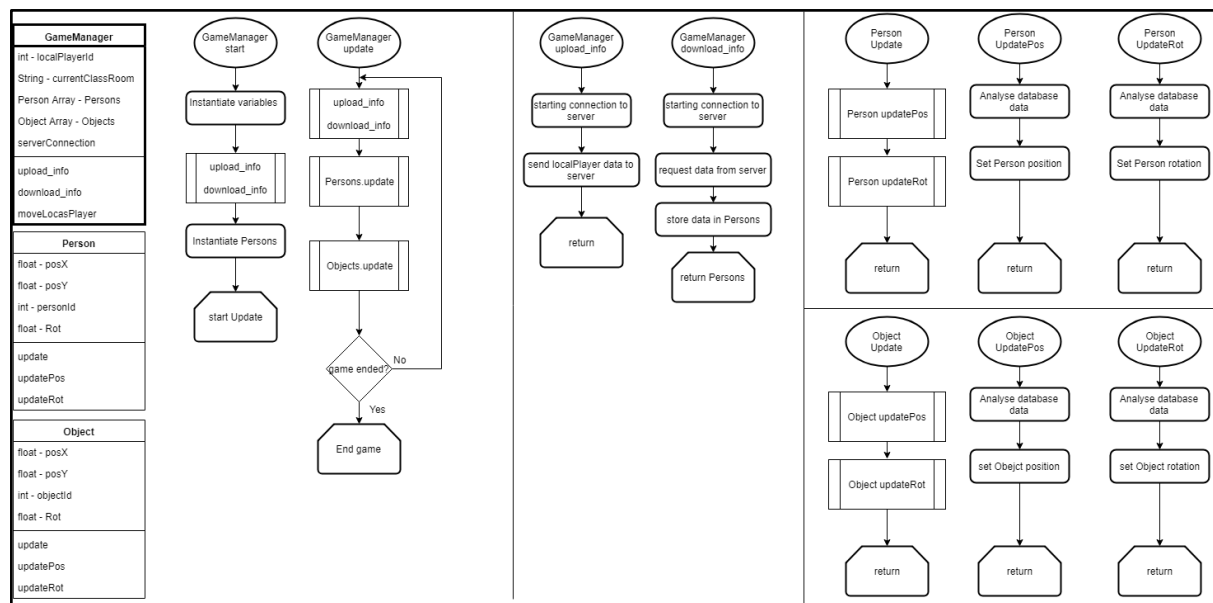 GameManager
int - localPlayerId
String - currentClassRoom
Person Array - Persons
Object Array - Objects
serverConnection
upload_info
download_info
moveLocasPlayer
Person
float - posX
float - posY
int - personId
float - Rot
update
updatePos
updateRot
Object
float - posX
float - posY
int - objectId
float - Rot
update
updatePos
updateRot
GameManager
start
Instantiate variables
upload_info
download_info
Instantiate Persons
start Update
GameManager
update
upload_info
download_info
Persons.update
Objects.update
game ended?
No
Yes
End game
GameManager
upload_info
starting connection to
server
send localPlayer data to
server
return
GameManager
download_info
starting connection to
server
request data from server
store data in Persons
return Persons
Person
Update
Person updatePos
Person updateRot
return
Person
UpdatePos
Analyse database
data
Set Person position
return
Person
UpdateRot
Analyse database
data
Set Person rotation
return
Object
Update
Object updatePos
Object updateRot
return
Object
UpdatePos
Analyse database
data
set Obejct position
return
Object
UpdateRot
Analyse database
data
set Object rotation
return